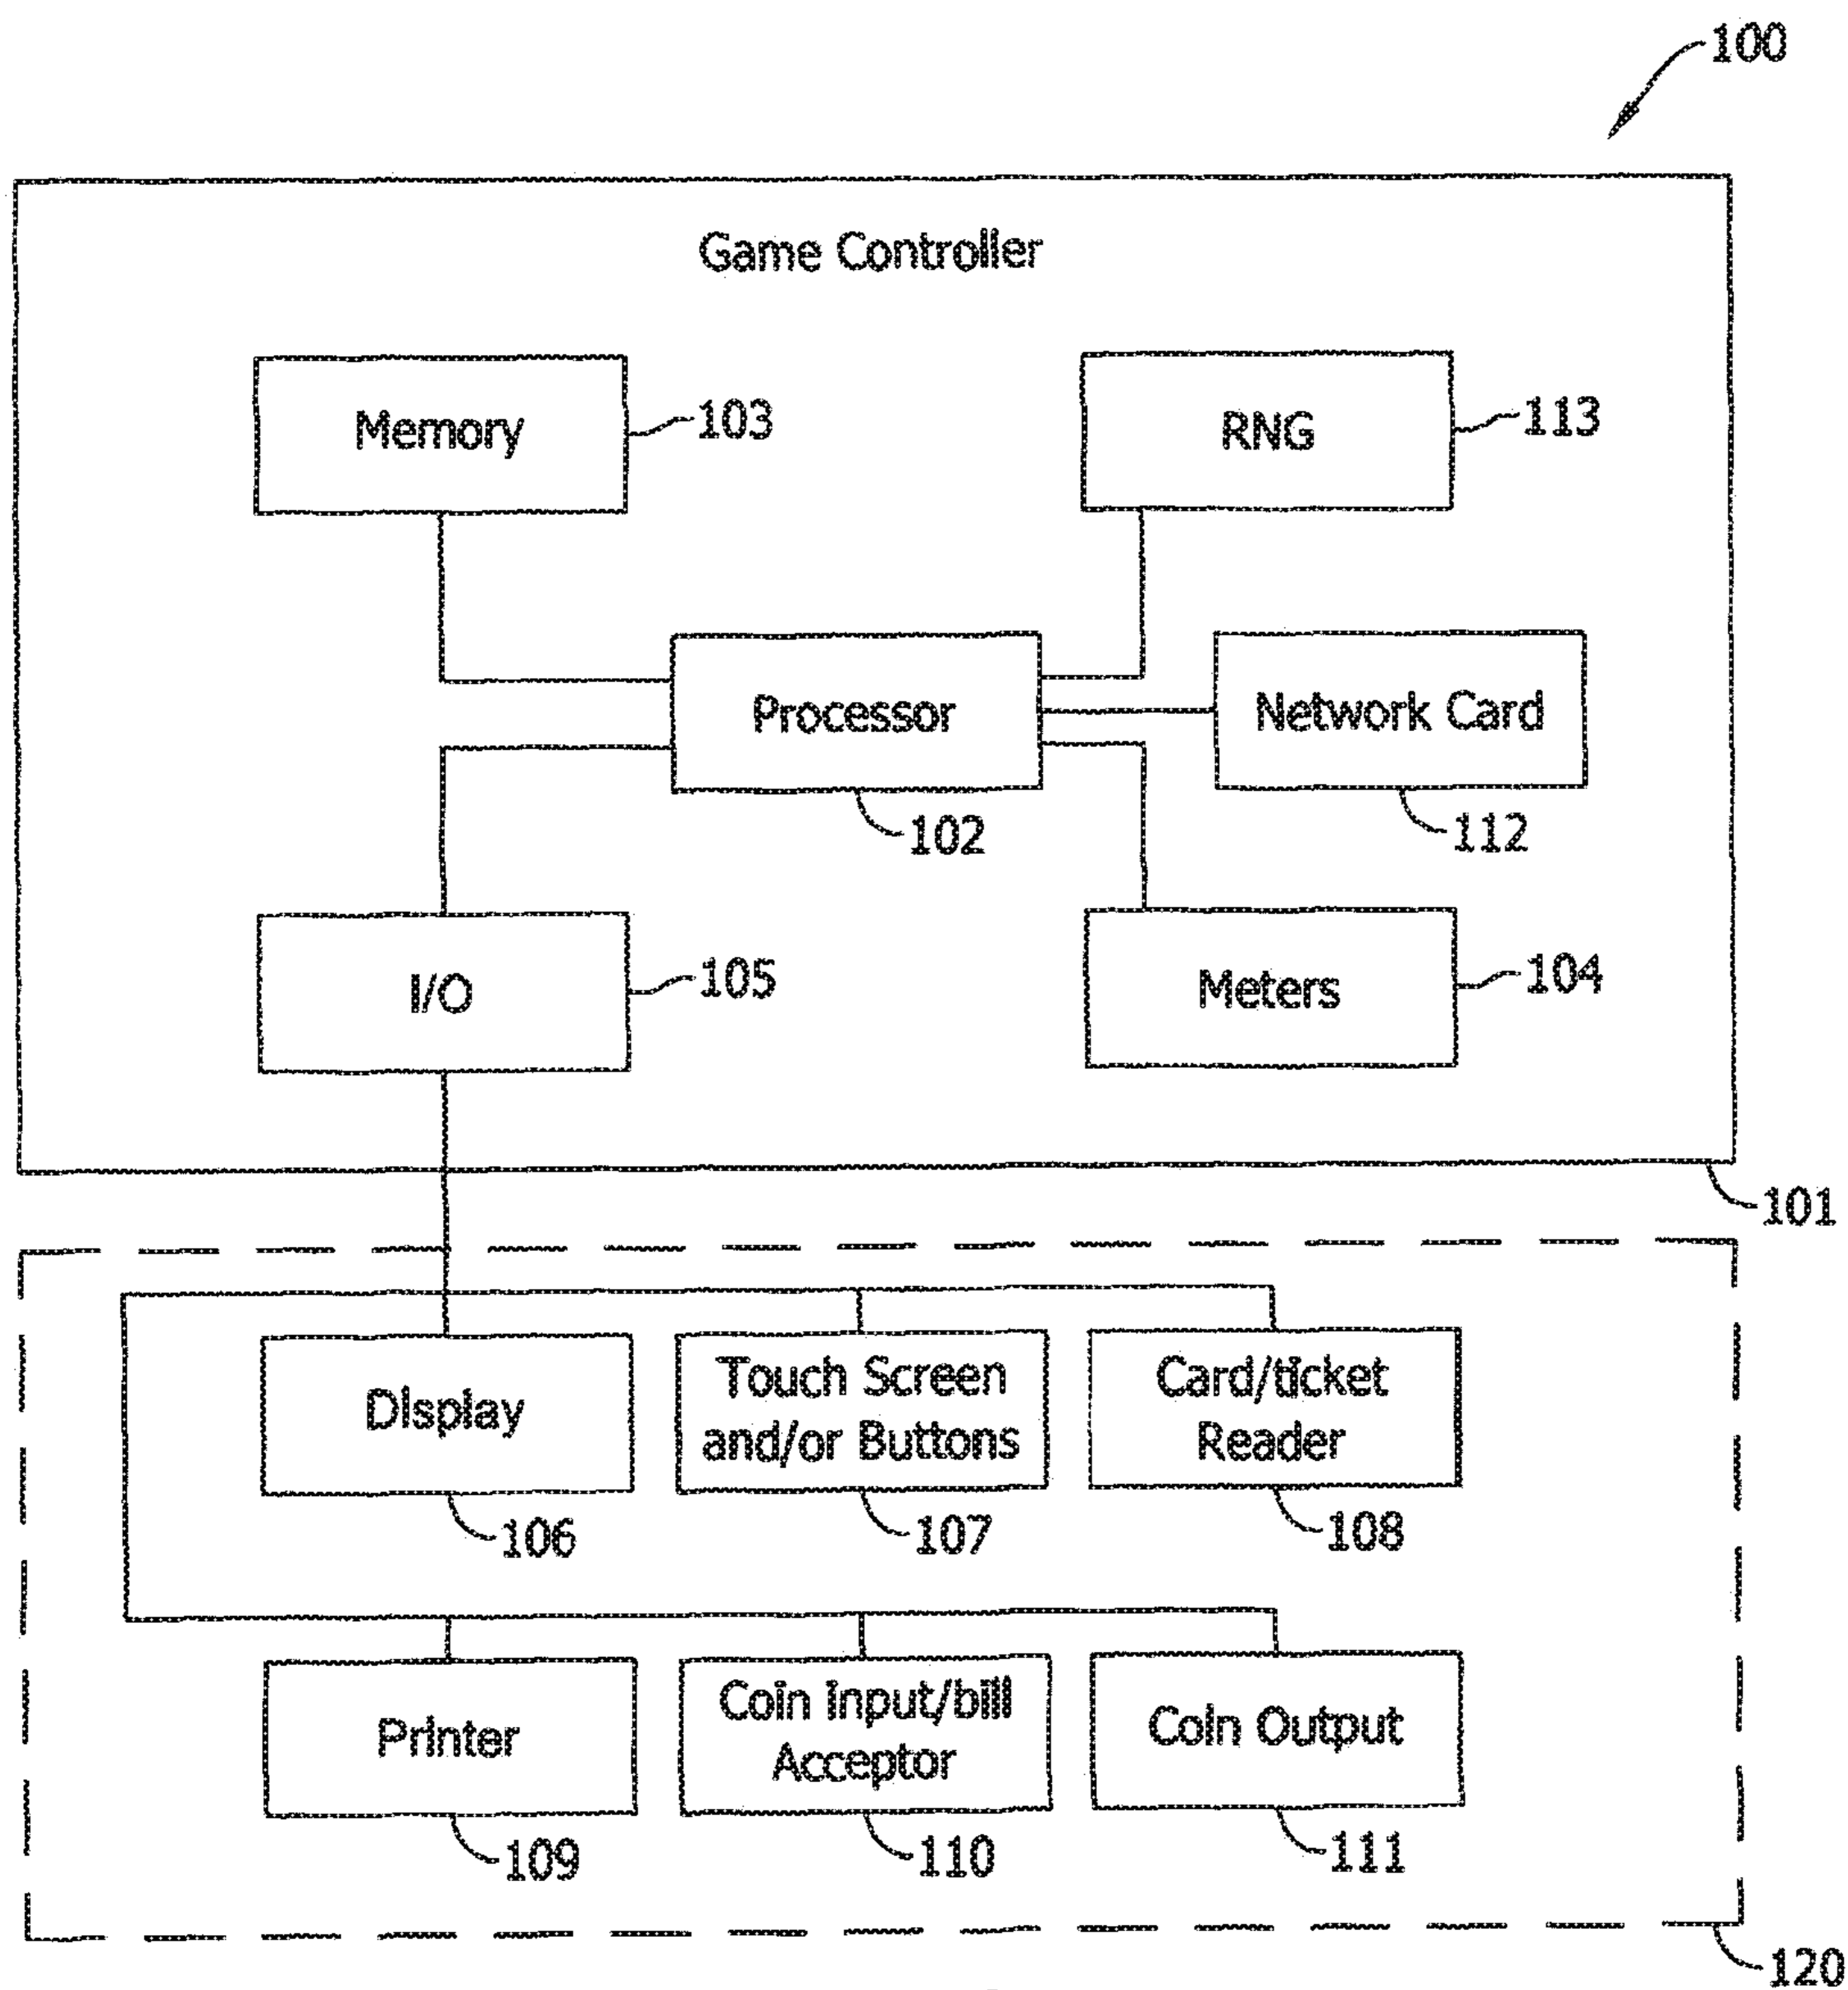 100
Game Controller
Memory
103
RNG
113
Processor
102
Network Card
112
I/O
105
Meters
104
101
Display
106
Touch Screen
and/or Buttons
107
Card/ticket
Reader
108
Printer
109
Coin Input/bill
Acceptor
110
Coin Output
111
120